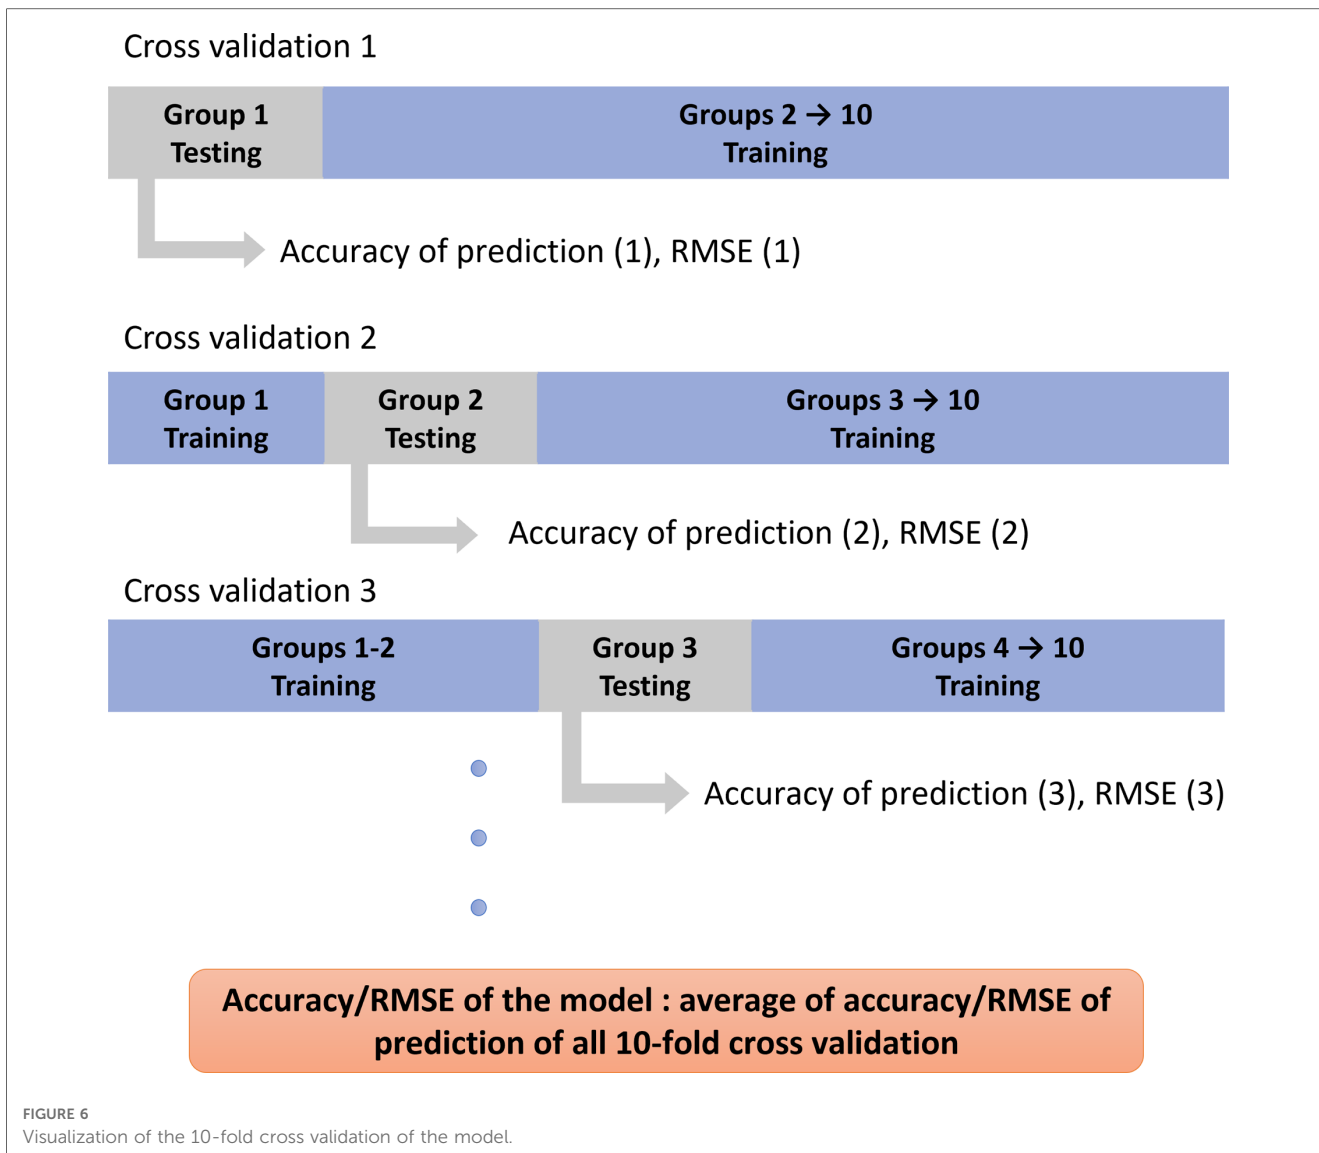 Cross validation 1
Group 1
Testing
Groups 2 → 10
Training
Accuracy of prediction (1), RMSE (1)
Cross validation 2
Group 1
Training
Group 2
Testing
Groups 3 → 10
Training
Accuracy of prediction (2), RMSE (2)
Cross validation 3
Groups 1-2
Training
Group 3
Testing
Groups 4 → 10
Training
Accuracy of prediction (3), RMSE (3)
Accuracy/RMSE of the model : average of accuracy/RMSE of
prediction of all 10-fold cross validation
FIGURE 6
Visualization of the 10-fold cross validation of the model.